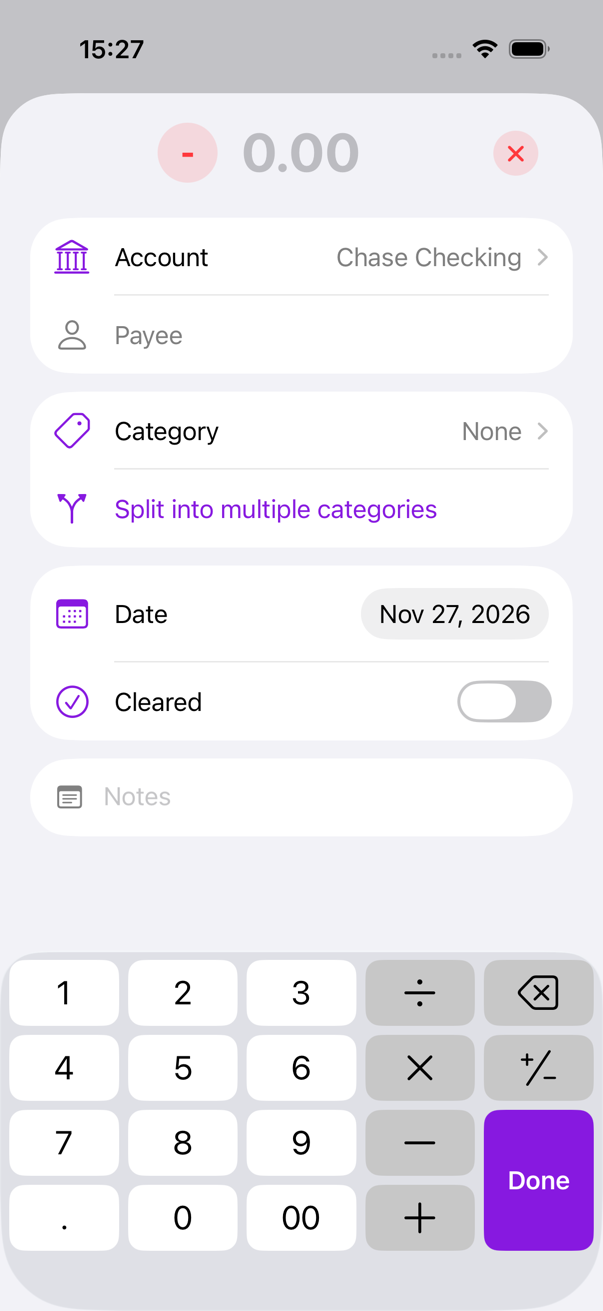 15:27
- 0.00
Account Chase Checking
Payee
Category None
Split into multiple categories
Date Nov 27, 2026
Cleared
Notes
1 2 3 ÷
4 5 6 × +/−
7 8 9 −
Done
. 0 00 +